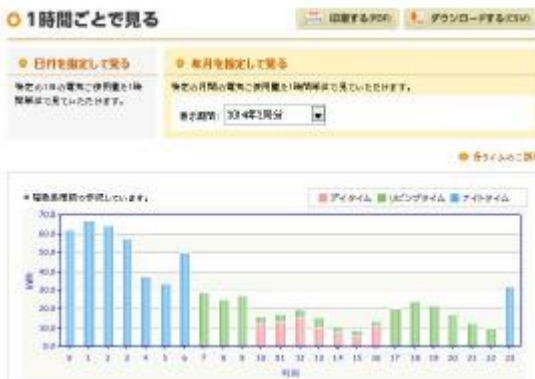 1時間ごとで見る
印刷する(PDF)
ダウンロードする(CSV)
日付を指定して見る
年月を指定して見る
特定の1日の電気ご使用量を1時
間単位で見ていただけます。
特定の月間の電気ご使用量を1時間単位で見ていただけます。
表示期間: 2014年2月分
各タイムのご説明
デイタイム リビングタイム ナイトタイム
kWh
70.0
60.0
50.0
40.0
30.0
20.0
10.0
0.0
0 1 2 3 4 5 6 7 8 9 10 11 12 13 14 15 16 17 18 19 20 21 22 23
時間